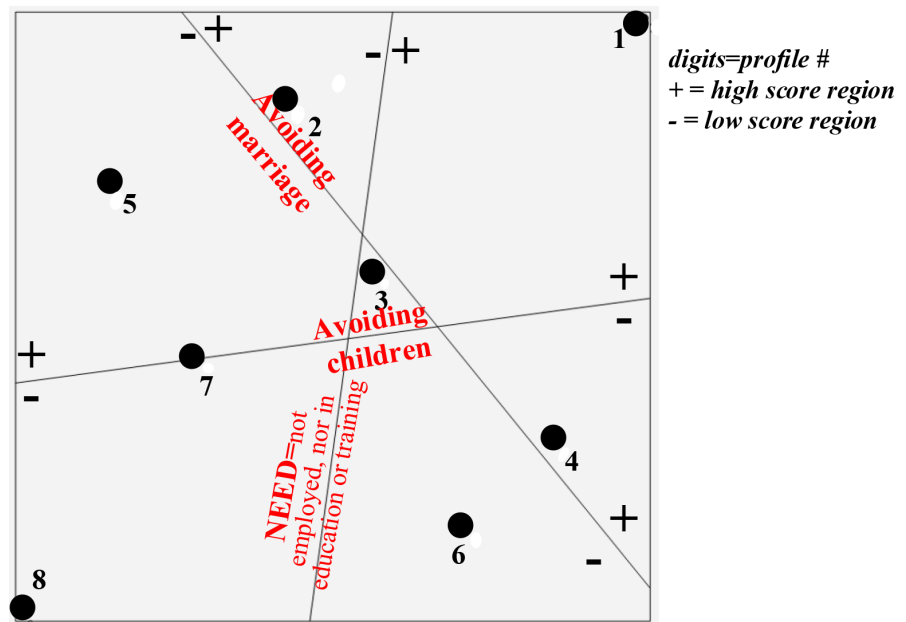 - +
- +
1
digits=profile #
+ = high score region
- = low score region
2
Avoiding
marriage
5
+
-
3
Avoiding
children
+
-
7
NEED=not
employed, nor in
education or training
4
+
-
6
8